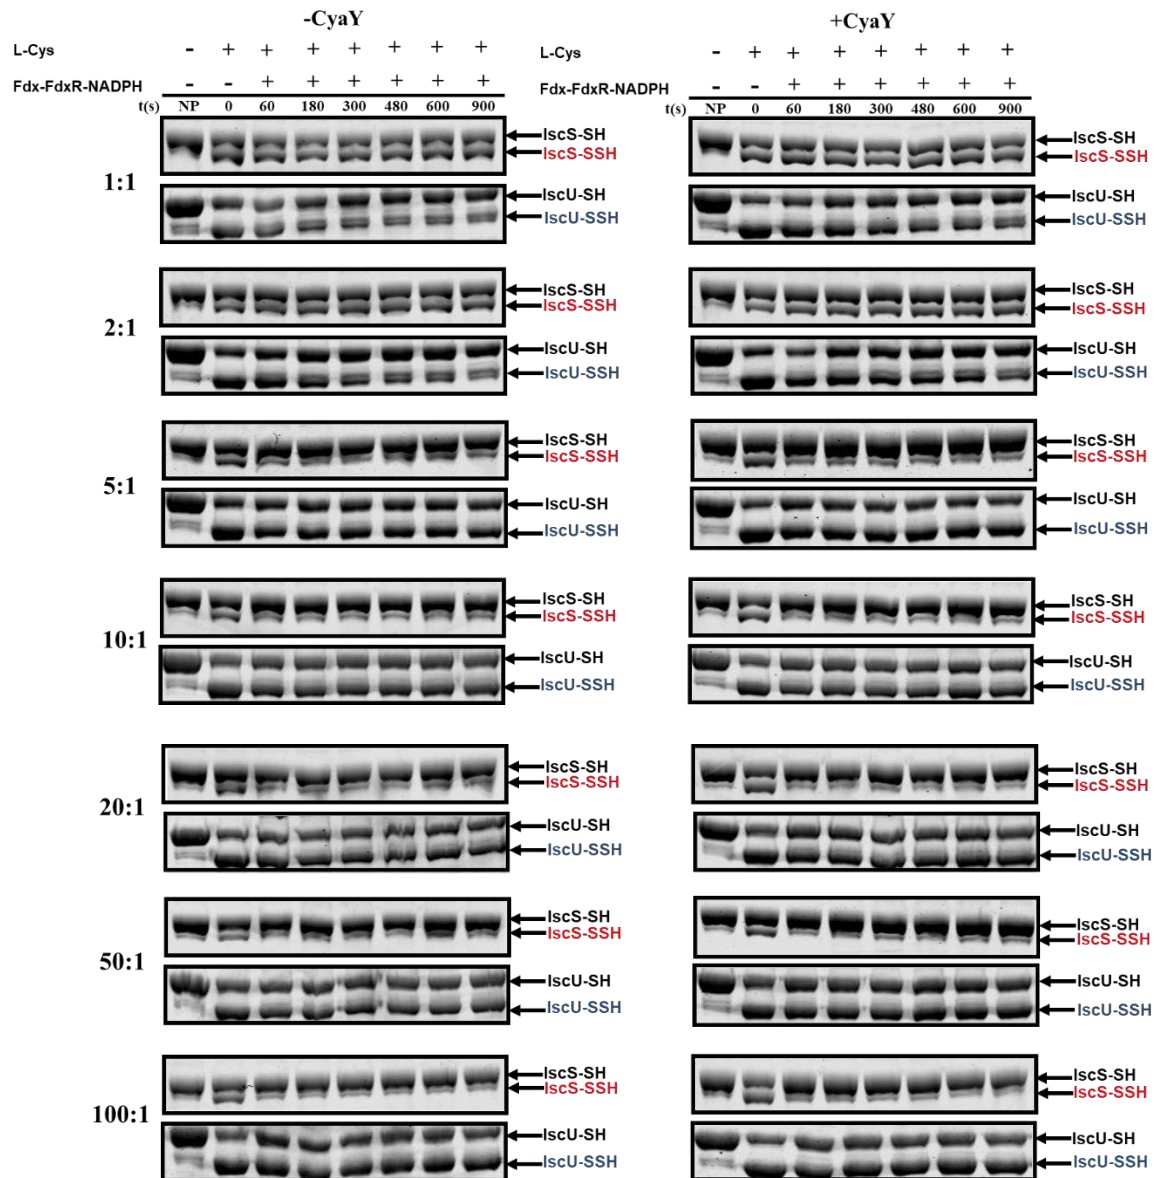 -CyaY
L-Cys - + + + + + + +
Fdx-FdxR-NADPH - - + + + + + +
t(s) NP 0 60 180 300 480 600 900
1:1
IscS-SH
IscS-SSH
IscU-SH
IscU-SSH
2:1
IscS-SH
IscS-SSH
IscU-SH
IscU-SSH
5:1
IscS-SH
IscS-SSH
IscU-SH
IscU-SSH
10:1
IscS-SH
IscS-SSH
IscU-SH
IscU-SSH
20:1
IscS-SH
IscS-SSH
IscU-SH
IscU-SSH
50:1
IscS-SH
IscS-SSH
IscU-SH
IscU-SSH
100:1
IscS-SH
IscS-SSH
IscU-SH
IscU-SSH
+CyaY
L-Cys - + + + + + + +
Fdx-FdxR-NADPH - - + + + + + +
t(s) NP 0 60 180 300 480 600 900
IscS-SH
IscS-SSH
IscU-SH
IscU-SSH
IscS-SH
IscS-SSH
IscU-SH
IscU-SSH
IscS-SH
IscS-SSH
IscU-SH
IscU-SSH
IscS-SH
IscS-SSH
IscU-SH
IscU-SSH
IscS-SH
IscS-SSH
IscU-SH
IscU-SSH
IscS-SH
IscS-SSH
IscU-SH
IscU-SSH
IscS-SH
IscS-SSH
IscU-SH
IscU-SSH